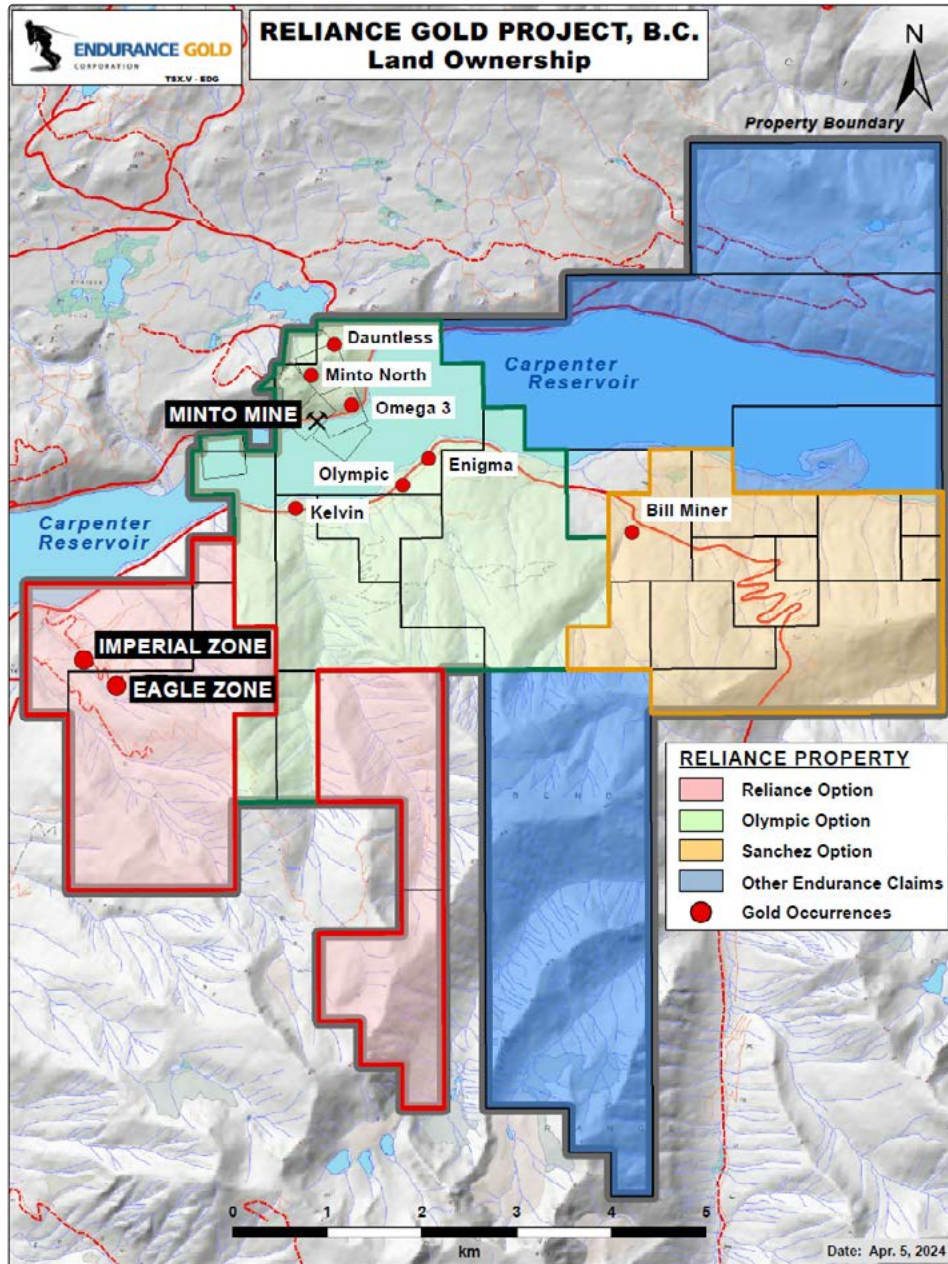 ENDURANCE GOLD
CORPORATION
TSX.V - EDG
RELIANCE GOLD PROJECT, B.C.
Land Ownership
N
Property Boundary
Dauntless
Minto North
Carpenter
Reservoir
MINTO MINE
Omega 3
Olympic
Enigma
Kelvin
Bill Miner
Carpenter
Reservoir
IMPERIAL ZONE
EAGLE ZONE
RELIANCE PROPERTY
Reliance Option
Olympic Option
Sanchez Option
Other Endurance Claims
Gold Occurrences
0 1 2 3 4 5
km
Date: Apr. 5, 2024